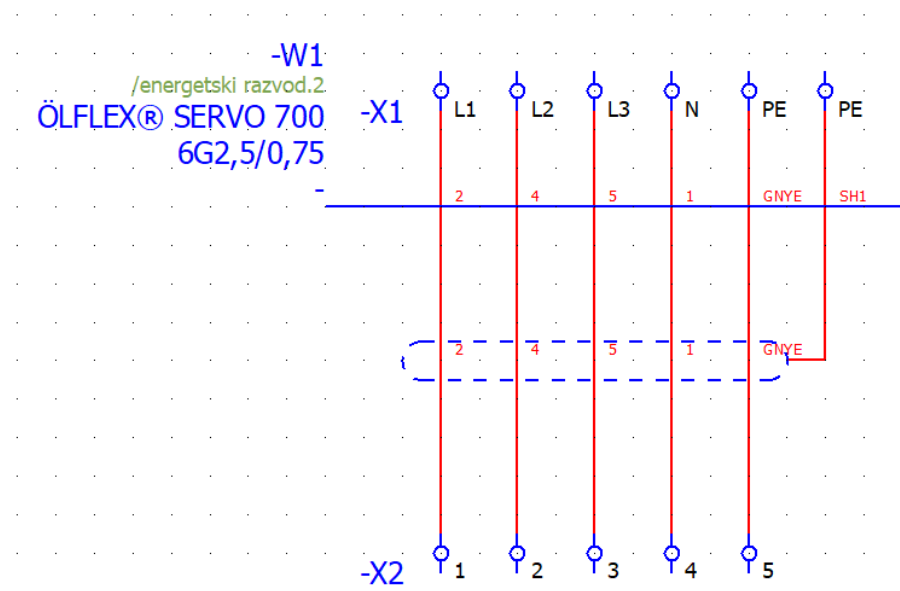 -W1
/energetski razvod.2
ÖLFLEX® SERVO 700
6G2,5/0,75
-
-X1
L1 L2 L3 N PE PE
2 4 5 1 GNYE SH1
2 4 5 1 GNYE
-X2
1 2 3 4 5